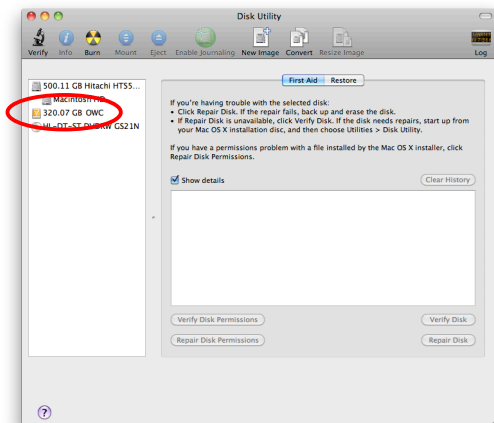 Disk Utility
Verify Info Burn Mount Eject Enable Journaling New Image Convert Resize Image Log
First Aid Restore
500.11 GB Hitachi HTS5...
Macintosh HD
320.07 GB OWC
HL-DT-ST DVDRW GS21N
If you're having trouble with the selected disk:
• Click Repair Disk. If the repair fails, back up and erase the disk.
• If Repair Disk is unavailable, click Verify Disk. If the disk needs repairs, start up from
your Mac OS X installation disc, and then choose Utilities > Disk Utility.
If you have a permissions problem with a file installed by the Mac OS X installer, click
Repair Disk Permissions.
Show details
Clear History
Verify Disk Permissions
Verify Disk
Repair Disk Permissions
Repair Disk
?